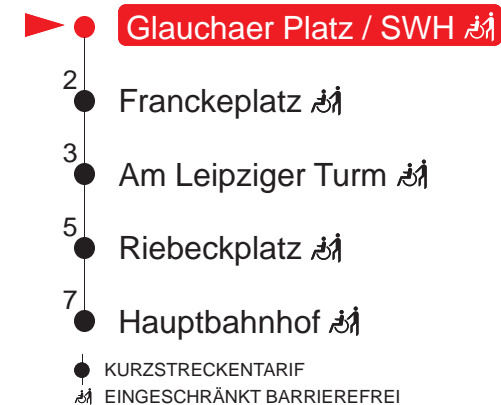 Glauchaer Platz / SWH
2
Franckeplatz
3
Am Leipziger Turm
5
Riebeckplatz
7
Hauptbahnhof
KURZSTRECKENTARIF
EINGESCHRÄNKT BARRIEREFREI